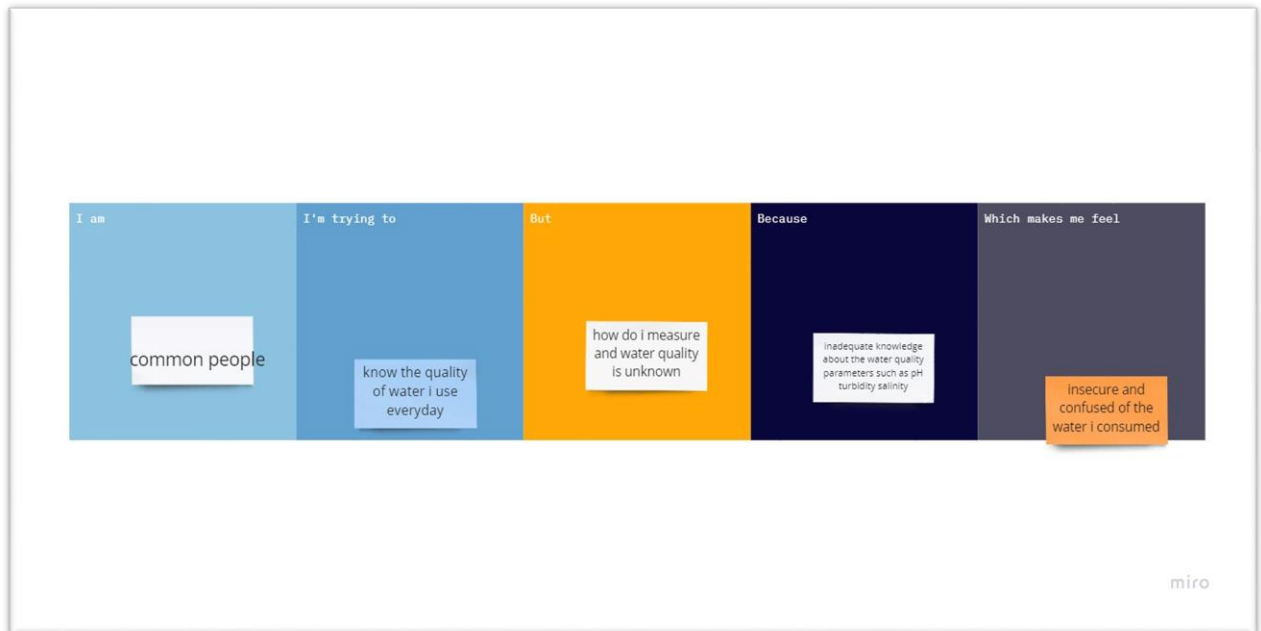 I am
common people
I'm trying to
know the quality
of water i use
everyday
But
how do i measure
and water quality
is unknown
Because
inadequate knowledge
about the water quality
parameters such as pH
turbidity salinity
Which makes me feel
insecure and
confused of the
water i consumed
miro